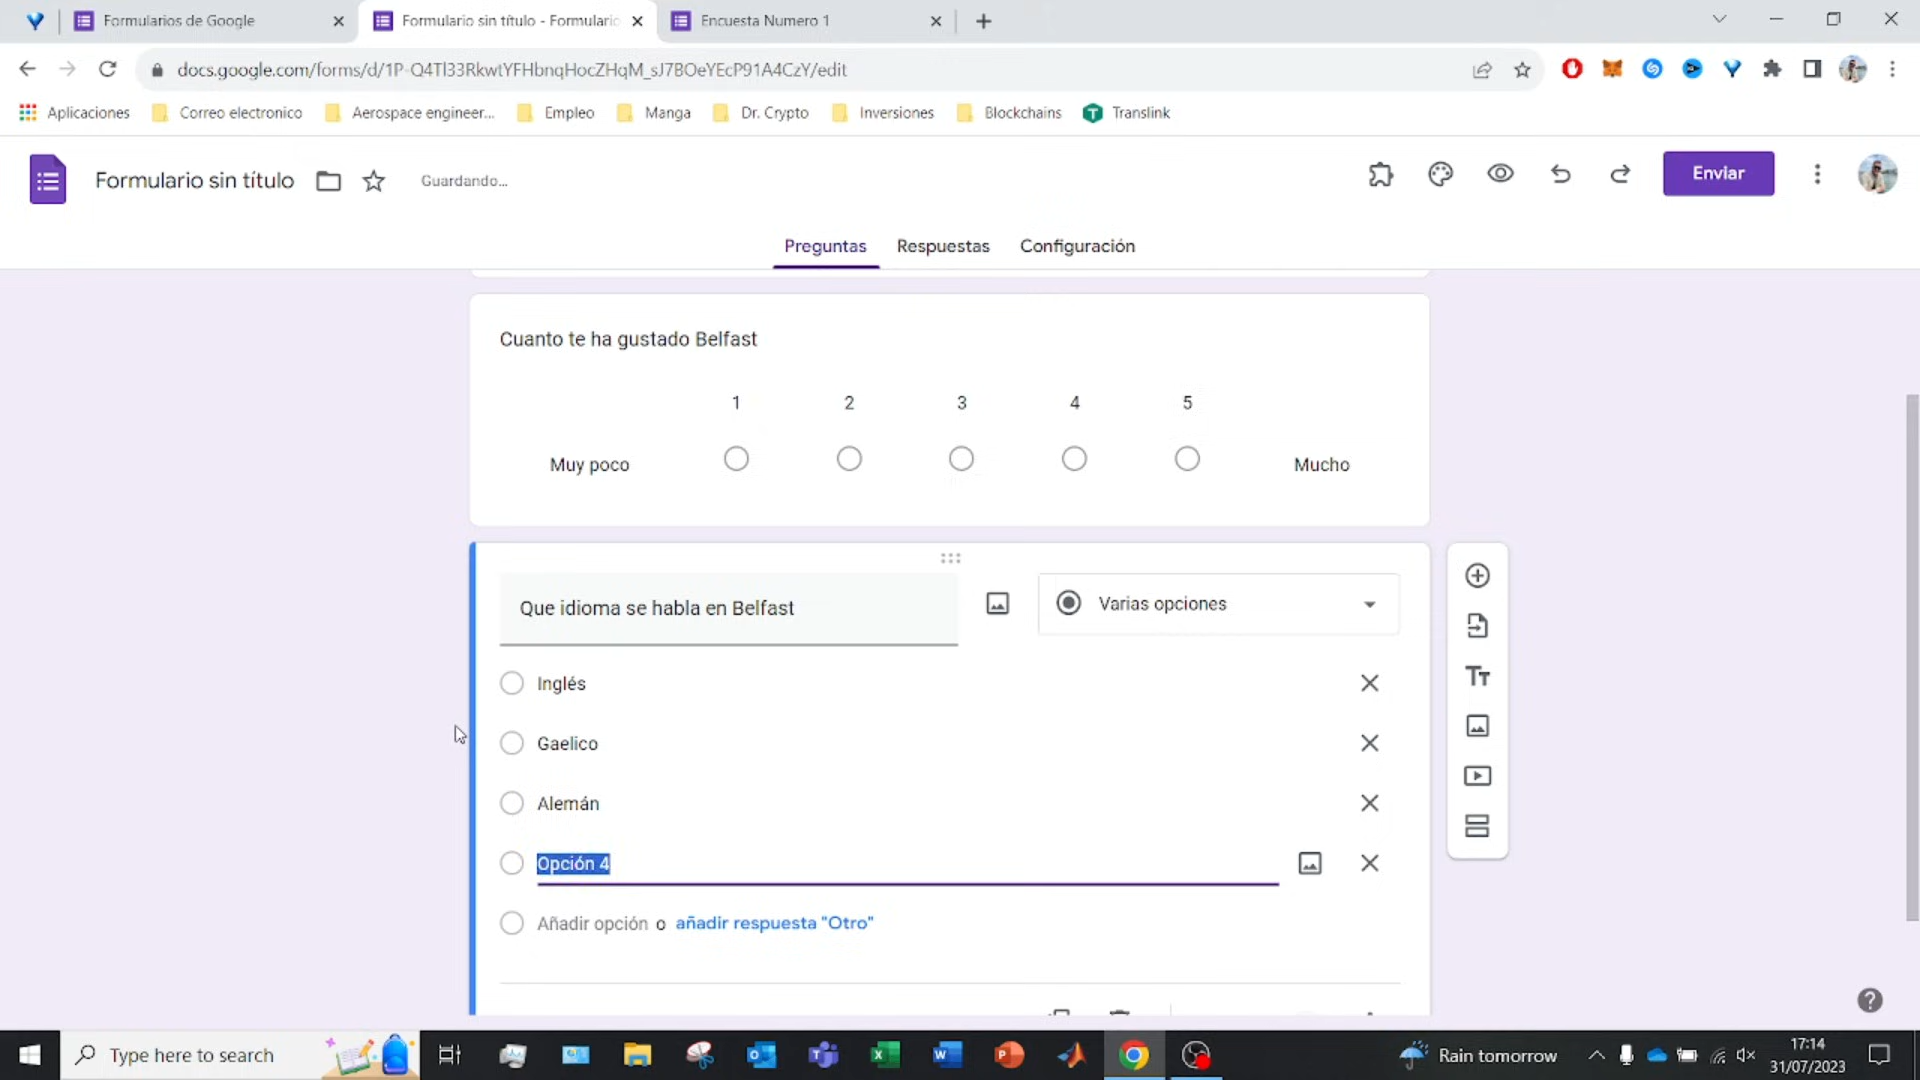 Formularios de Google
Formulario sin título - Formulario
Encuesta Numero 1
docs.google.com/forms/d/1P-Q4Tl33RkwtYFHbnqHocZHqM_sJ7BOeYEcP91A4CzY/edit
Aplicaciones
Correo electronico
Aerospace engineer...
Empleo
Manga
Dr. Crypto
Inversiones
Blockchains
Translink
Formulario sin título
Guardando...
Enviar
Preguntas
Respuestas
Configuración
Cuanto te ha gustado Belfast
1 2 3 4 5
Muy poco
Mucho
Que idioma se habla en Belfast
Varias opciones
Inglés
Gaelico
Alemán
Opción 4
Añadir opción o añadir respuesta "Otro"
Type here to search
Rain tomorrow
17:14
31/07/2023